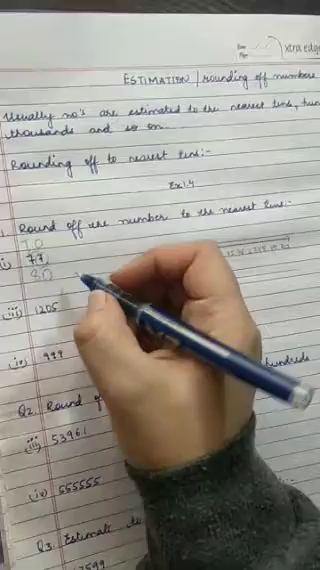 xtra edge
ESTIMATION / rounding off numbers
Usually no's are estimated to the nearest tens,
thousands and so on
Rounding off to nearest tens:-
Ex 1.4
Round off the number to the nearest tens:-
70
i) 77
80
(iii) 1205
(iv) 999
hundreds
Q2. Round
(iii) 53961
(iv) 555555
Q3. Estimate